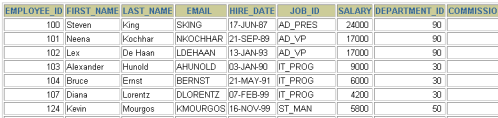 EMPLOYEE_ID FIRST_NAME LAST_NAME EMAIL HIRE_DATE JOB_ID SALARY DEPARTMENT_ID COMMISSIO
100 Steven King SKING 17-JUN-87 AD_PRES 24000 90
101 Neena Kochhar NKOCHHAR 21-SEP-89 AD_VP 17000 90
102 Lex De Haan LDEHAAN 13-JAN-93 AD_VP 17000 90
103 Alexander Hunold AHUNOLD 03-JAN-90 IT_PROG 9000 30
104 Bruce Ernst BERNST 21-MAY-91 IT_PROG 6000 30
107 Diana Lorentz DLORENTZ 07-FEB-99 IT_PROG 4200 30
124 Kevin Mourgos KMOURGOS 16-NOV-99 ST_MAN 5800 50